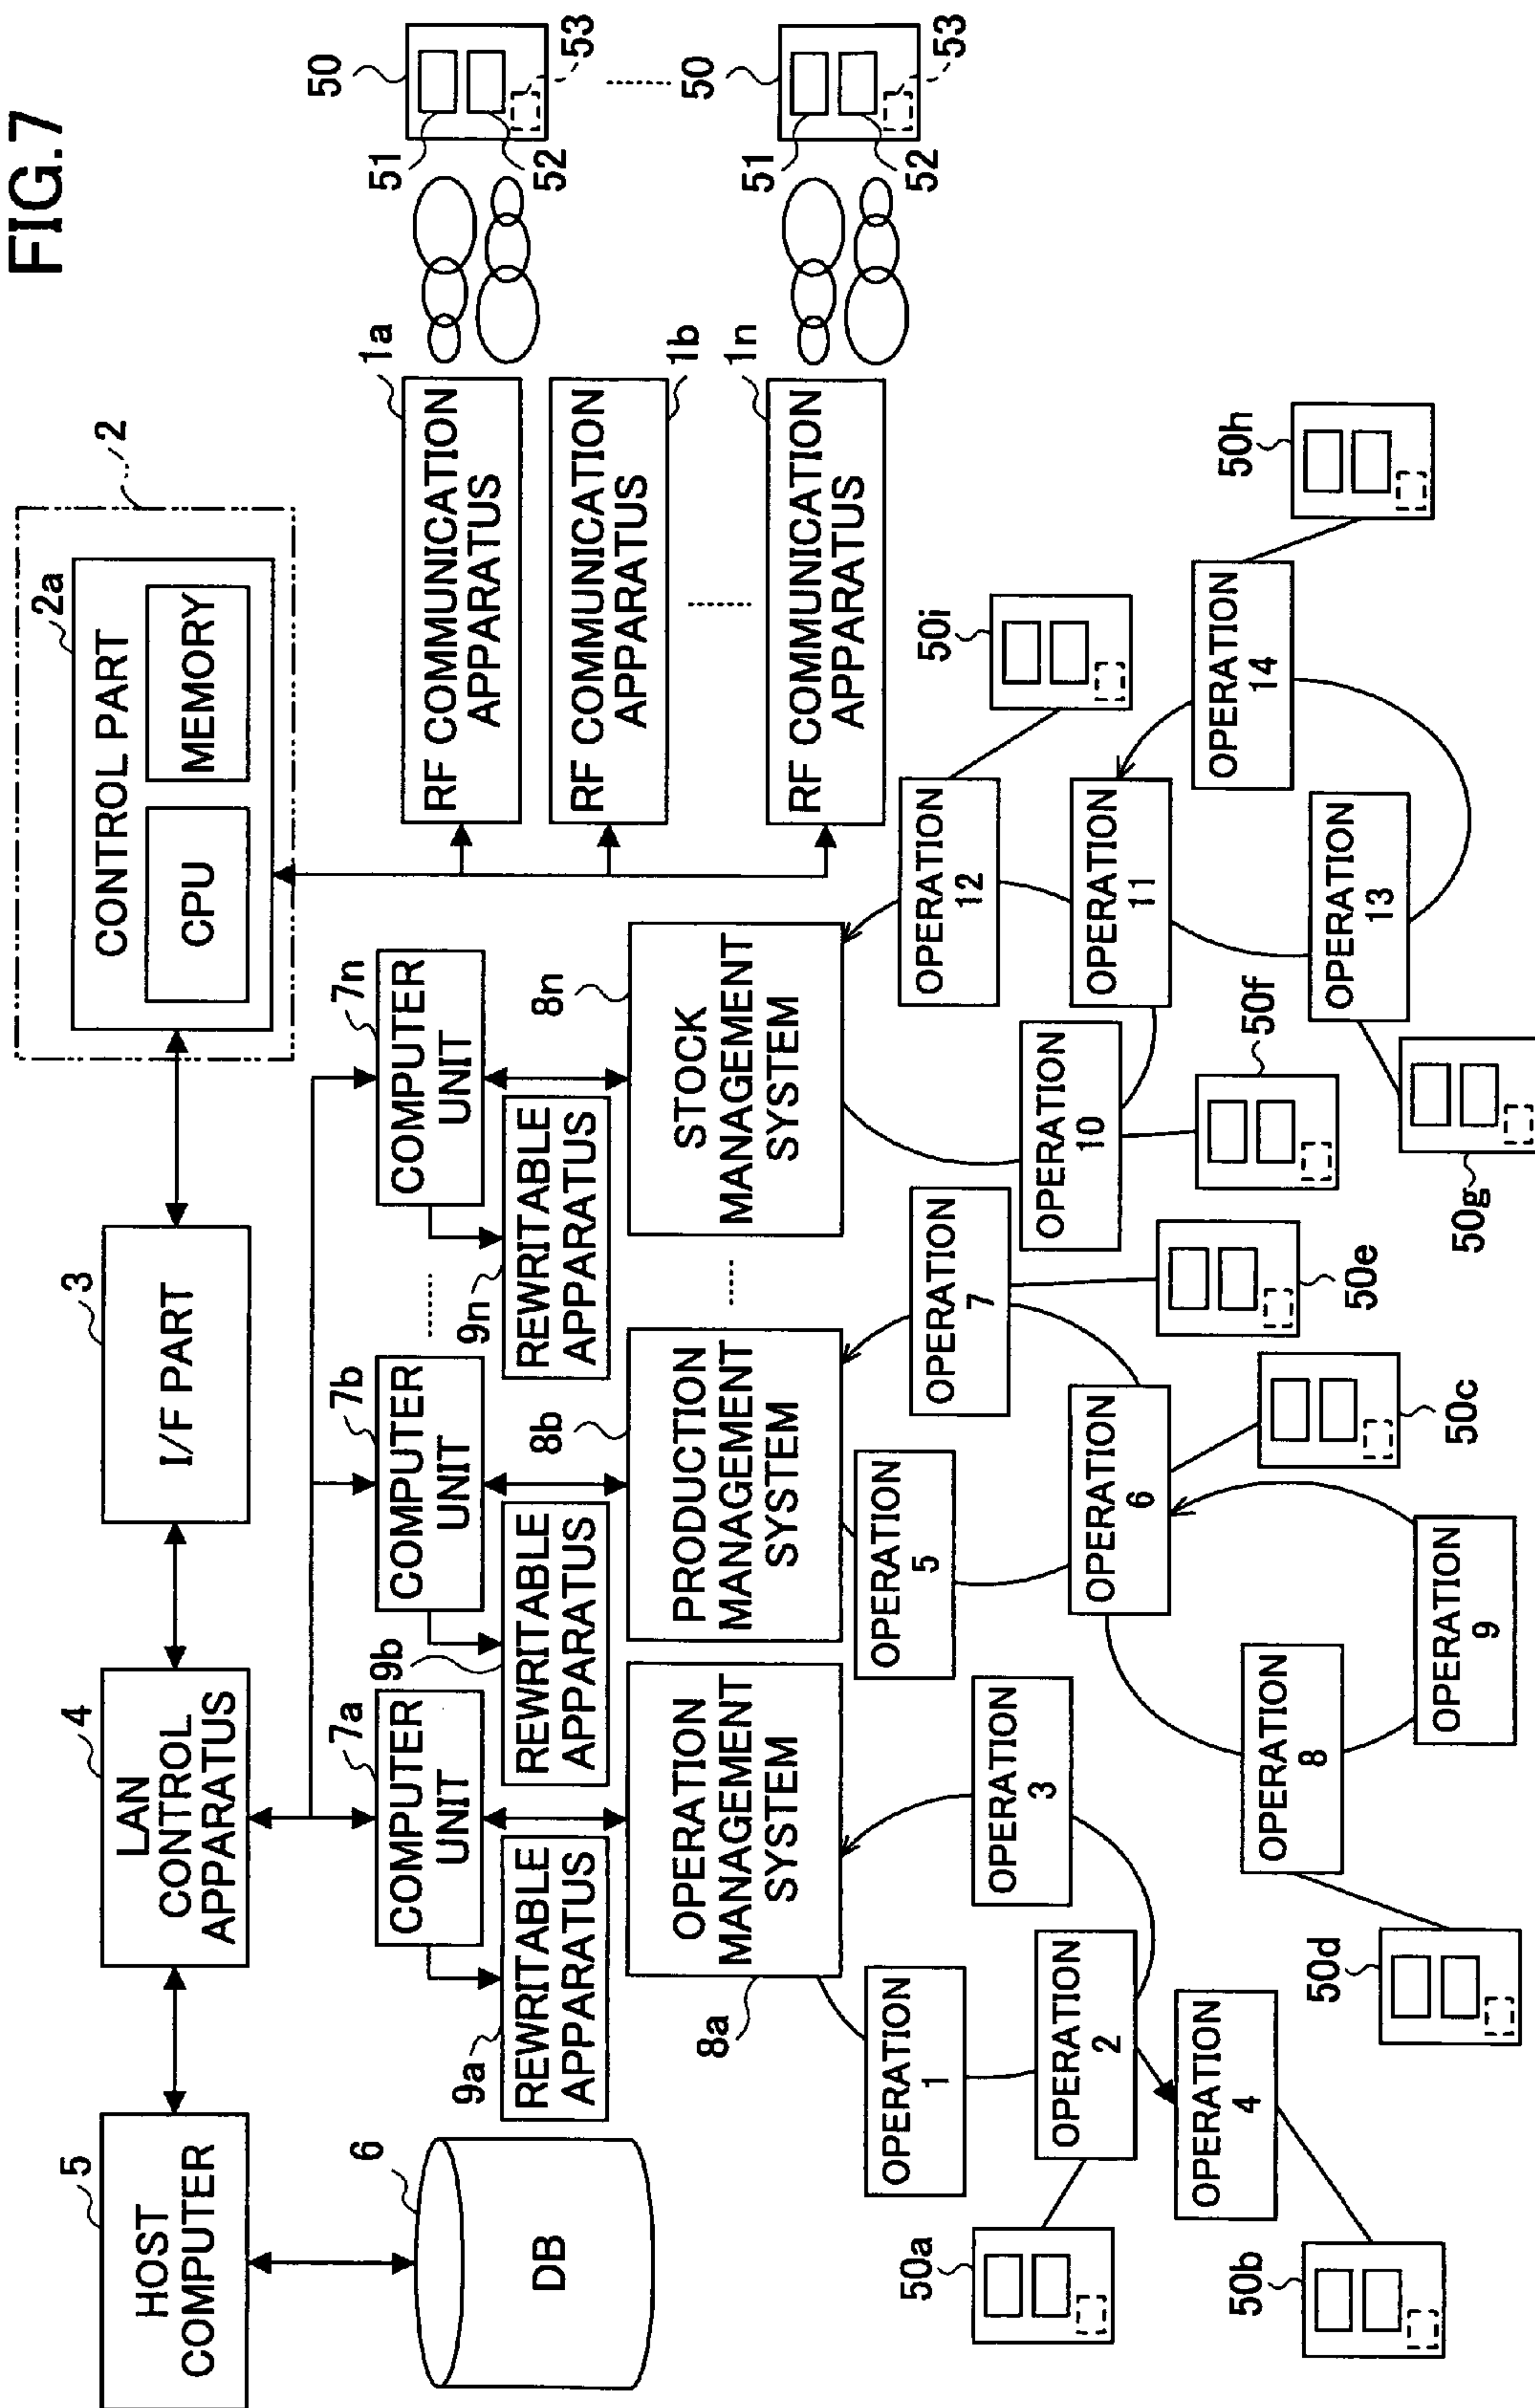 FIG.7
5
HOST
COMPUTER
4
LAN
CONTROL
APPARATUS
3
I/F PART
2
2a
CONTROL PART
CPU
MEMORY
6
DB
7a
COMPUTER
UNIT
7b
COMPUTER
UNIT
7n
COMPUTER
UNIT
9a
REWRITABLE
APPARATUS
9b
REWRITABLE
APPARATUS
9n
REWRITABLE
APPARATUS
8a
OPERATION
MANAGEMENT
SYSTEM
8b
PRODUCTION
MANAGEMENT
SYSTEM
8n
STOCK
MANAGEMENT
SYSTEM
1a
RF COMMUNICATION
APPARATUS
1b
RF COMMUNICATION
APPARATUS
1n
RF COMMUNICATION
APPARATUS
50
51
52
53
50
51
52
53
OPERATION
1
OPERATION
2
OPERATION
3
OPERATION
4
50a
50b
OPERATION
5
OPERATION
6
OPERATION
7
OPERATION
8
OPERATION
9
50c
50d
50e
OPERATION
10
OPERATION
11
OPERATION
12
OPERATION
13
OPERATION
14
50f
50g
50h
50i